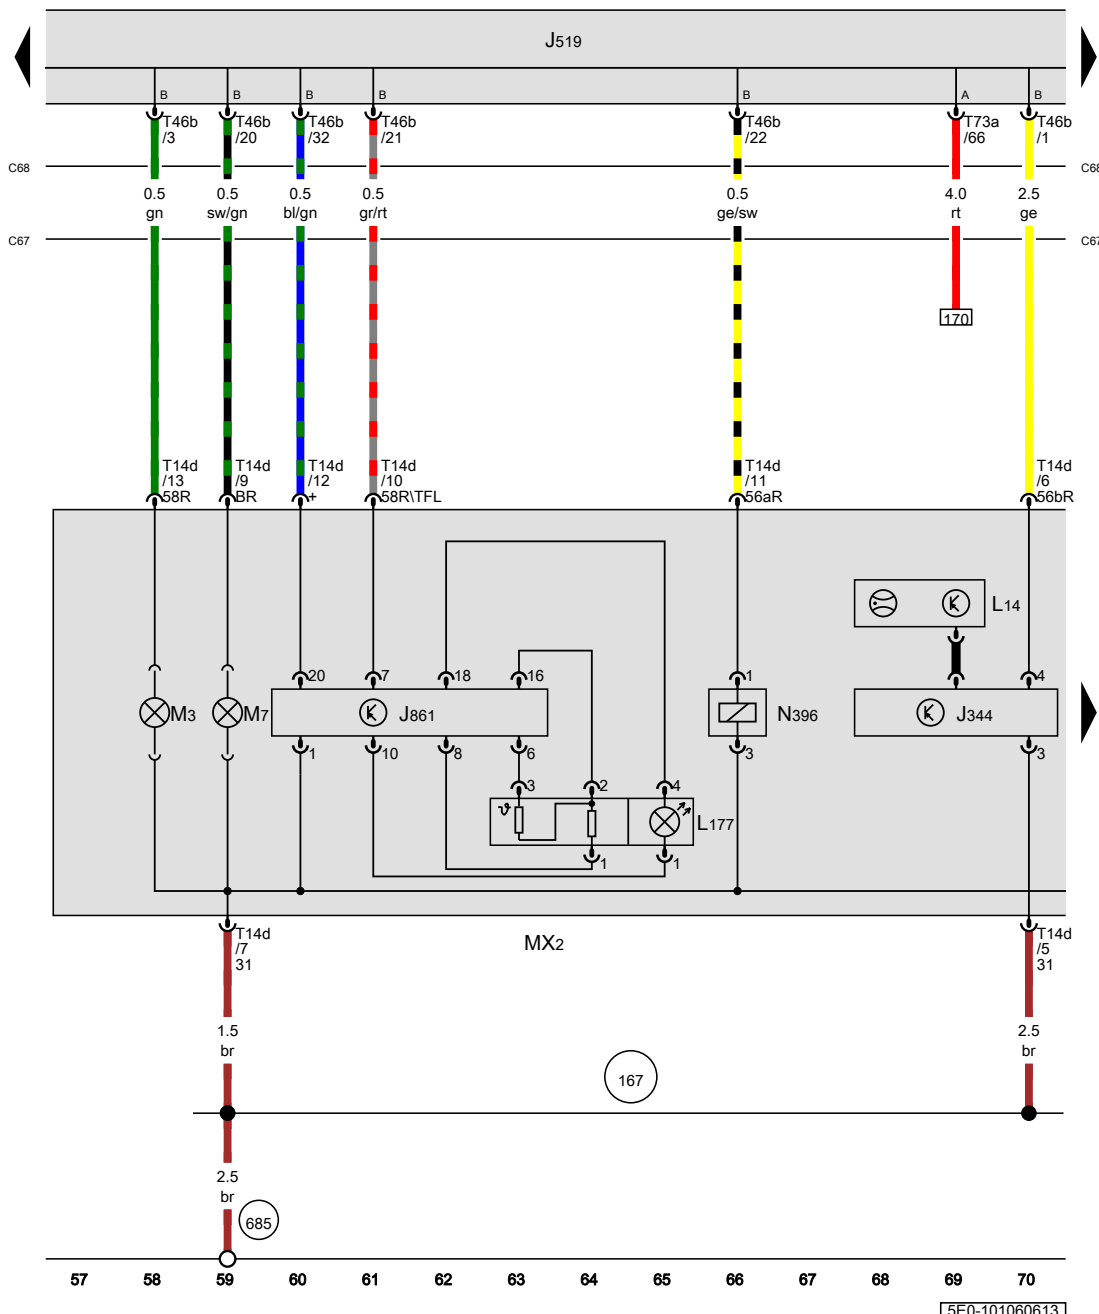 J519
B B B B B A B
T46b T46b T46b T46b T46b T73a T46b
/3 /20 /32 /21 /22 /66 /1
C68 C68
0.5 0.5 0.5 0.5 0.5 4.0 2.5
gn sw/gn bl/gn gr/rt ge/sw rt ge
C67 C67
170
T14d T14d T14d T14d T14d T14d
/13 /9 /12 /10 /11 /6
58R BR + 58R\TFL 56aR 56bR
L14
20 7 18 16 1 4
M3 M7 J861 N396 J344
1 10 8 6 3 3
3 2 4
ϑ L177
1 1
T14d MX2 T14d
/7 /5
31 31
1.5 2.5
br br
167
2.5
br
685
57 58 59 60 61 62 63 64 65 66 67 68 69 70
5E0-101060613